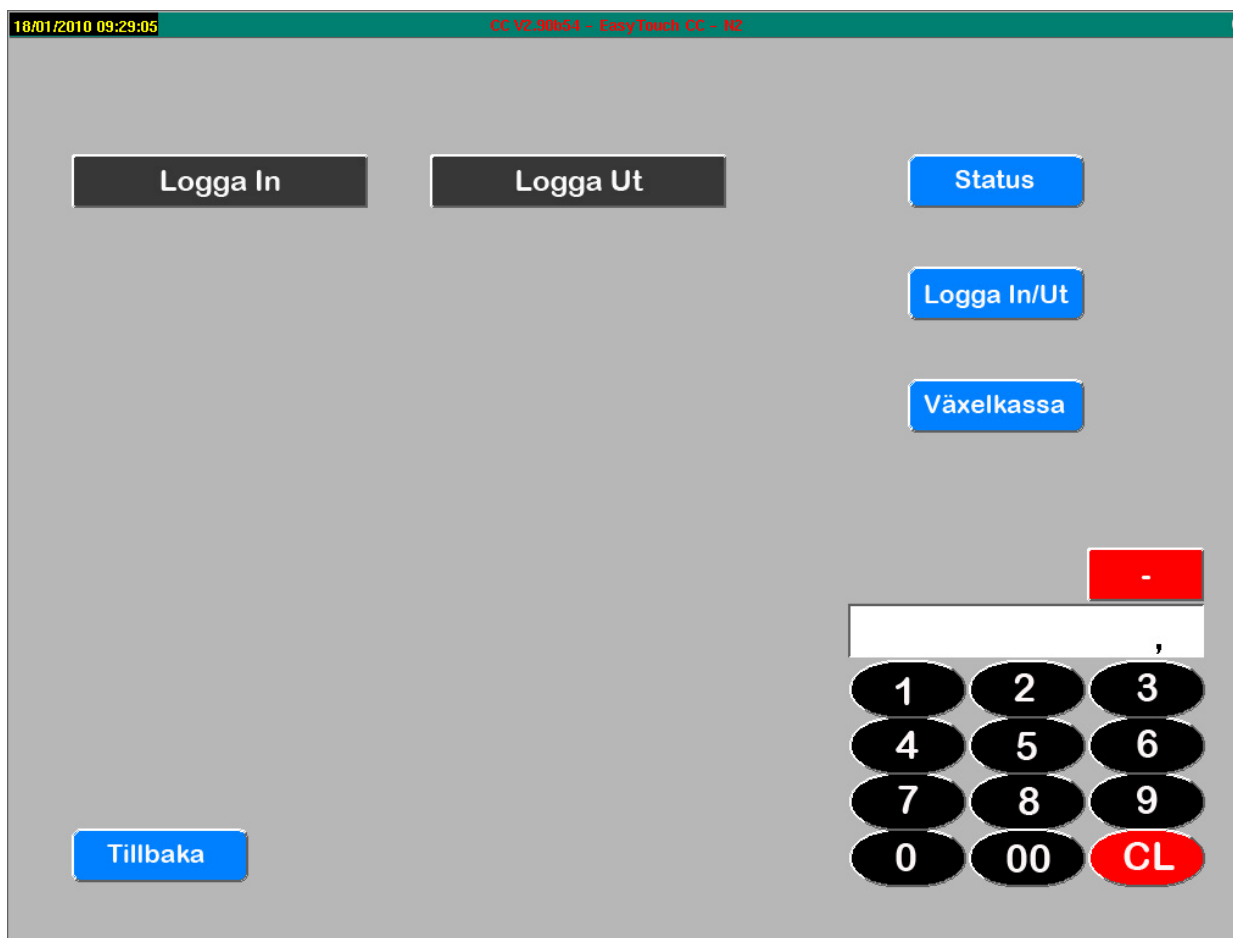 18/01/2010 09:29:05 CC V2.90b54 - EasyTouch CC - N2
Logga In Logga Ut Status
Logga In/Ut
Växelkassa
-
,
1 2 3
4 5 6
7 8 9
Tillbaka 0 00 CL